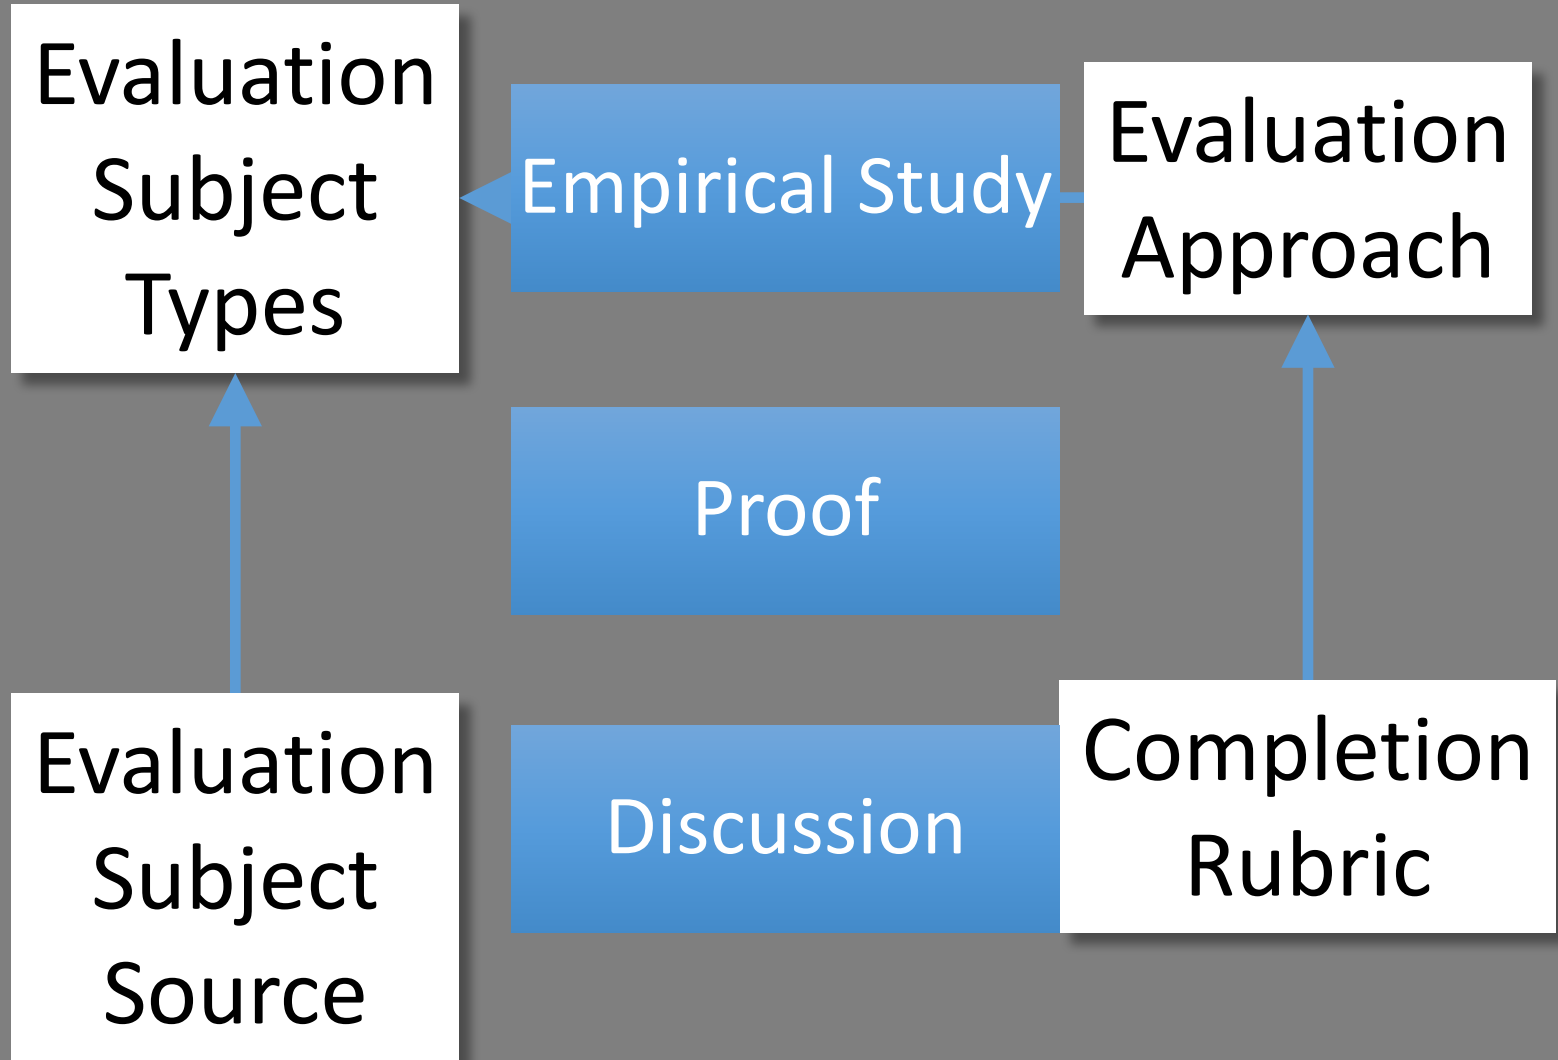 Evaluation
Subject
Types
Empirical Study
Evaluation
Approach
Proof
Evaluation
Subject
Source
Discussion
Completion
Rubric